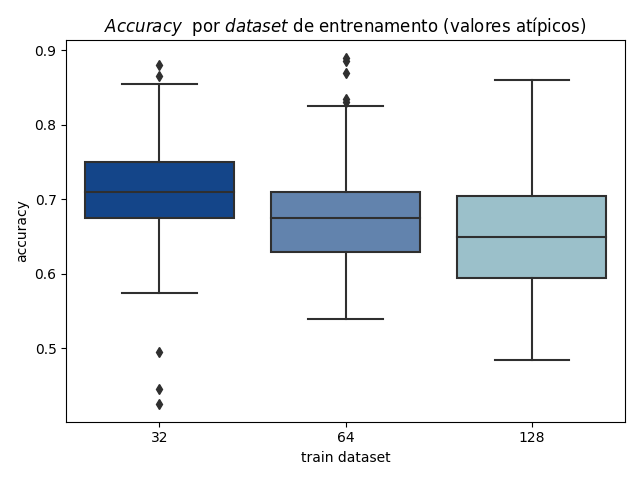 Accuracy por dataset de entrenamiento (valores atípicos)
accuracy
0.9
0.8
0.7
0.6
0.5
32 64 128
train dataset